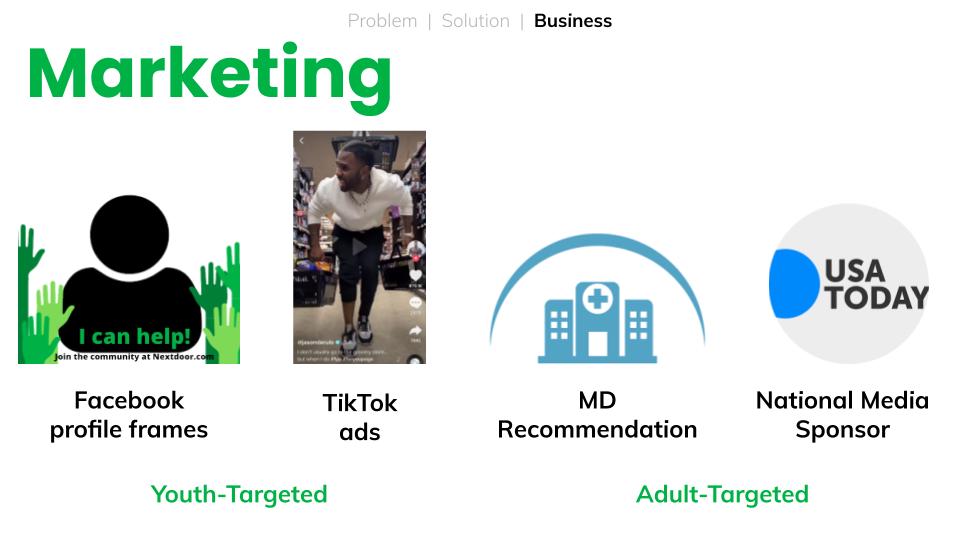 Problem | Solution | Business
Marketing
I can help!
Join the community at Nextdoor.com
@jasonderulo
USA
TODAY
Facebook
profile frames
TikTok
ads
MD
Recommendation
National Media
Sponsor
Youth-Targeted
Adult-Targeted